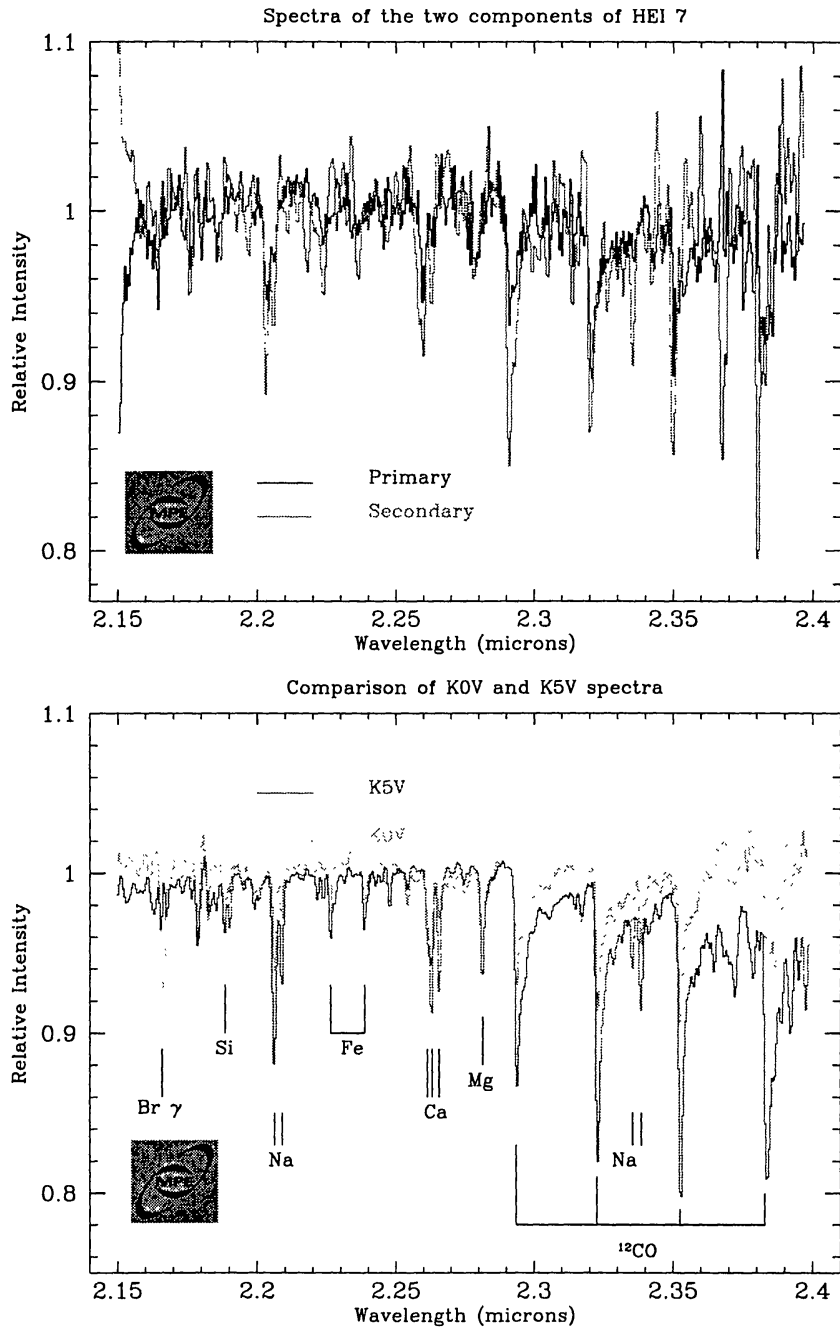 Spectra of the two components of HEI 7
1.1
1
0.9
0.8
Relative Intensity
MPE
Primary
Secondary
2.15 2.2 2.25 2.3 2.35 2.4
Wavelength (microns)
Comparison of K0V and K5V spectra
1.1
1
0.9
0.8
Relative Intensity
K5V
K0V
Si
Fe
Mg
Br γ
Ca
Na
Na
MPE
¹²CO
2.15 2.2 2.25 2.3 2.35 2.4
Wavelength (microns)